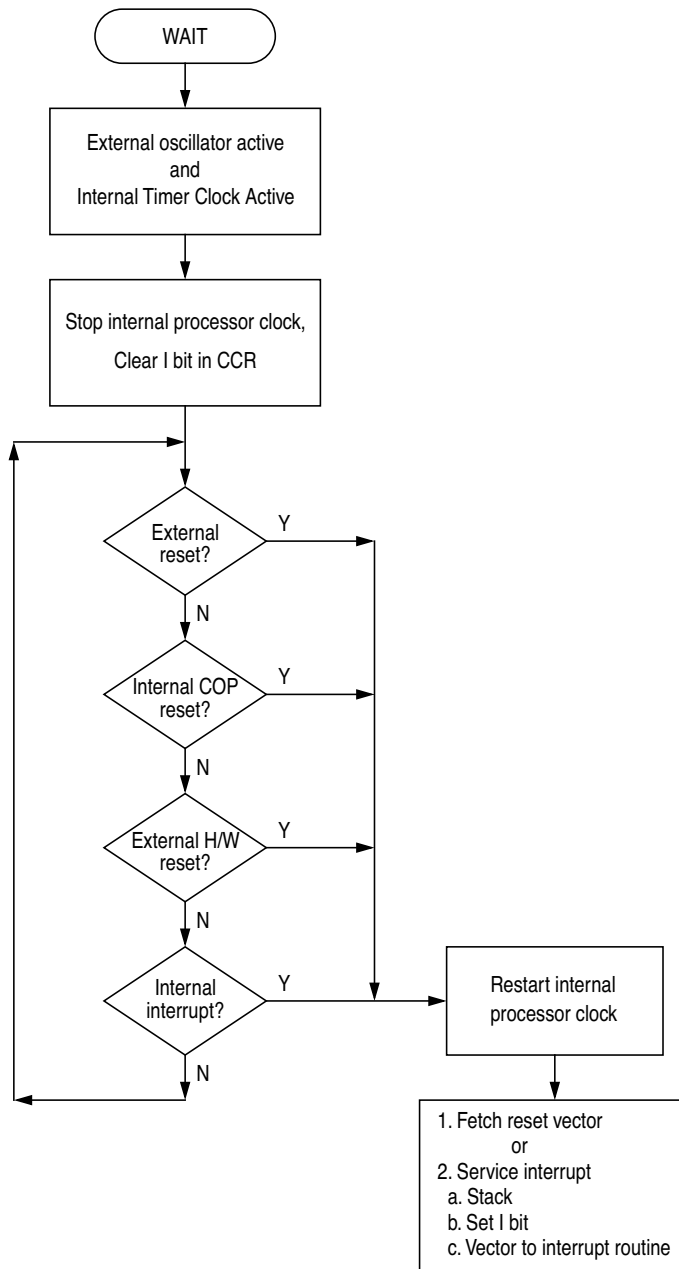 WAIT
External oscillator active
and
Internal Timer Clock Active
Stop internal processor clock,
Clear I bit in CCR
External
reset?
Y
N
Internal COP
reset?
Y
N
External H/W
reset?
Y
N
Internal
interrupt?
Y
N
Restart internal
processor clock
1. Fetch reset vector
or
2. Service interrupt
a. Stack
b. Set I bit
c. Vector to interrupt routine